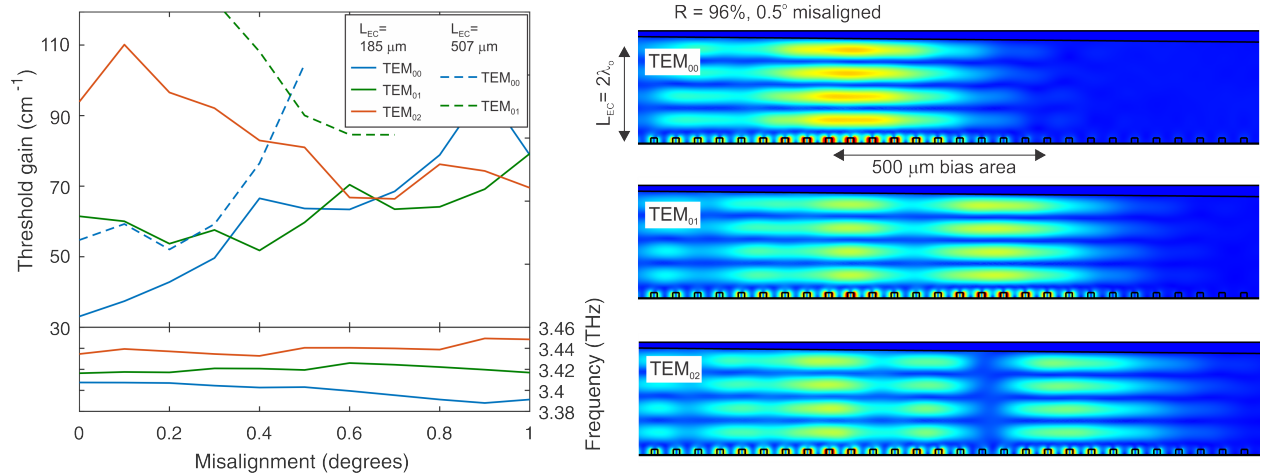 Threshold gain (cm⁻¹)
110
90
70
50
30
L_EC=
185 μm
L_EC=
507 μm
TEM₀₀
TEM₀₁
TEM₀₂
TEM₀₀
TEM₀₁
3.46
3.44
3.42
3.4
3.38
Frequency (THz)
0
0.2
0.4
0.6
0.8
1
Misalignment (degrees)
R = 96%, 0.5° misaligned
TEM₀₀
L_EC= 2λ₀
500 μm bias area
TEM₀₁
TEM₀₂